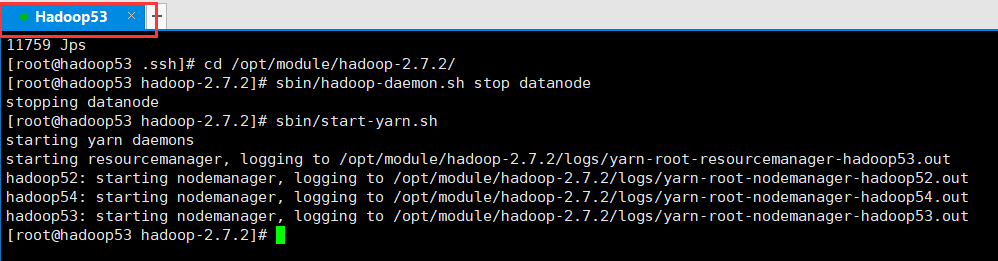 Hadoop53 × +
11759 Jps
[root@hadoop53 .ssh]# cd /opt/module/hadoop-2.7.2/
[root@hadoop53 hadoop-2.7.2]# sbin/hadoop-daemon.sh stop datanode
stopping datanode
[root@hadoop53 hadoop-2.7.2]# sbin/start-yarn.sh
starting yarn daemons
starting resourcemanager, logging to /opt/module/hadoop-2.7.2/logs/yarn-root-resourcemanager-hadoop53.out
hadoop52: starting nodemanager, logging to /opt/module/hadoop-2.7.2/logs/yarn-root-nodemanager-hadoop52.out
hadoop54: starting nodemanager, logging to /opt/module/hadoop-2.7.2/logs/yarn-root-nodemanager-hadoop54.out
hadoop53: starting nodemanager, logging to /opt/module/hadoop-2.7.2/logs/yarn-root-nodemanager-hadoop53.out
[root@hadoop53 hadoop-2.7.2]#